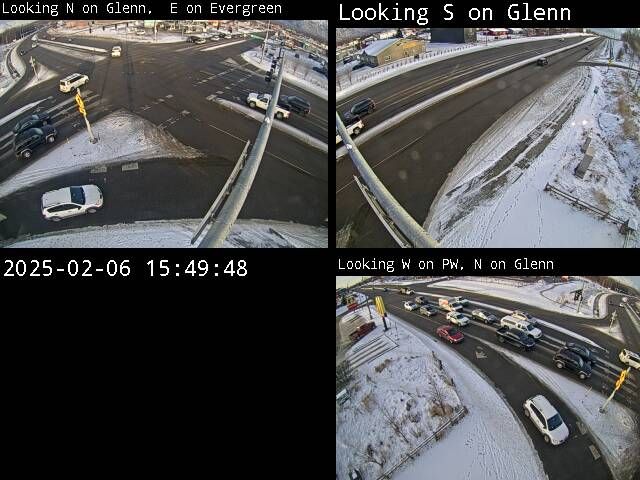 Looking N on Glenn,  E on Evergreen
Looking S on Glenn
2025-02-06 15:49:48
Looking W on PW, N on Glenn